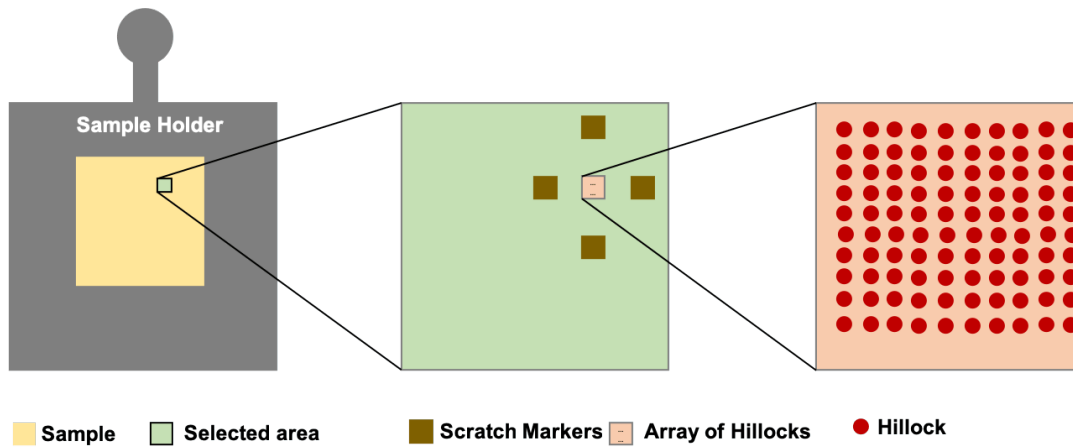 Sample Holder
Sample
Selected area
Scratch Markers
Array of Hillocks
Hillock